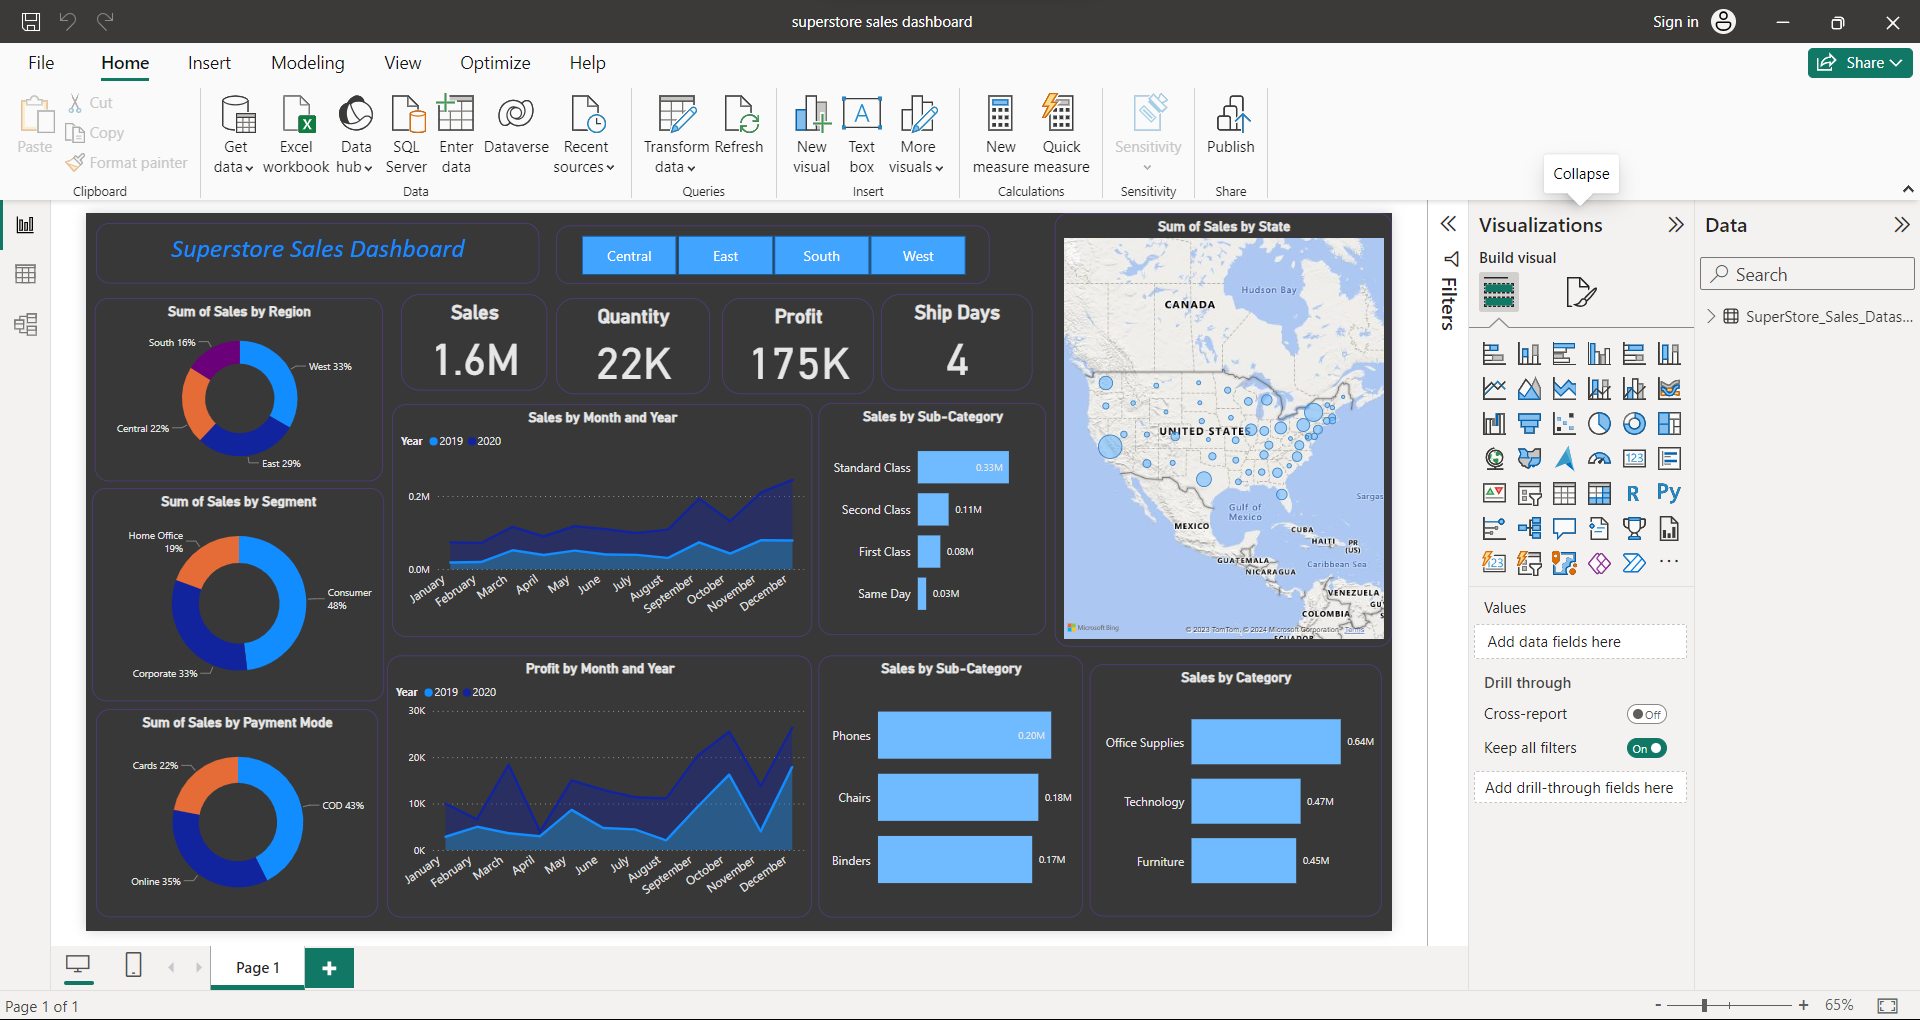 superstore sales dashboard
Sign in
File Home Insert Modeling View Optimize Help
Share
Paste
Cut
Copy
Format painter
Clipboard
Get data
Excel workbook
Data hub
SQL Server
Enter data
Dataverse
Recent sources
Data
Transform data
Refresh
Queries
New visual
Text box
More visuals
Insert
New measure
Quick measure
Calculations
Sensitivity
Sensitivity
Publish
Share
Collapse
Superstore Sales Dashboard
Central East South West
Sum of Sales by Region
South 16%
West 33%
Central 22%
East 29%
Sales
1.6M
Quantity
22K
Profit
175K
Ship Days
4
Sum of Sales by State
CANADA
Hudson Bay
UNITED STATES
Sargas
Gulf of
Mexico
MEXICO
CUBA
HAITI
PR
(US)
GUATEMALA
Caribbean Sea
NICARAGUA
VENEZUELA
GU
S
COLOMBIA
ECUADOR
Microsoft Bing
© 2023 TomTom, © 2024 Microsoft Corporation Terms
Sum of Sales by Segment
Home Office
19%
Consumer
48%
Corporate 33%
Sales by Month and Year
Year 2019 2020
0.2M
0.0M
January February March April May June July August September October November December
Sales by Sub-Category
Standard Class 0.33M
Second Class 0.11M
First Class 0.08M
Same Day 0.03M
Sum of Sales by Payment Mode
Cards 22%
COD 43%
Online 35%
Profit by Month and Year
Year 2019 2020
30K
20K
10K
0K
January February March April May June July August September October November December
Sales by Sub-Category
Phones 0.20M
Chairs 0.18M
Binders 0.17M
Sales by Category
Office Supplies 0.64M
Technology 0.47M
Furniture 0.45M
Filters
Visualizations
Build visual
123
R
Py
123
Values
Add data fields here
Drill through
Cross-report Off
Keep all filters On
Add drill-through fields here
Data
Search
SuperStore_Sales_Datas...
Page 1
Page 1 of 1
- + 65%